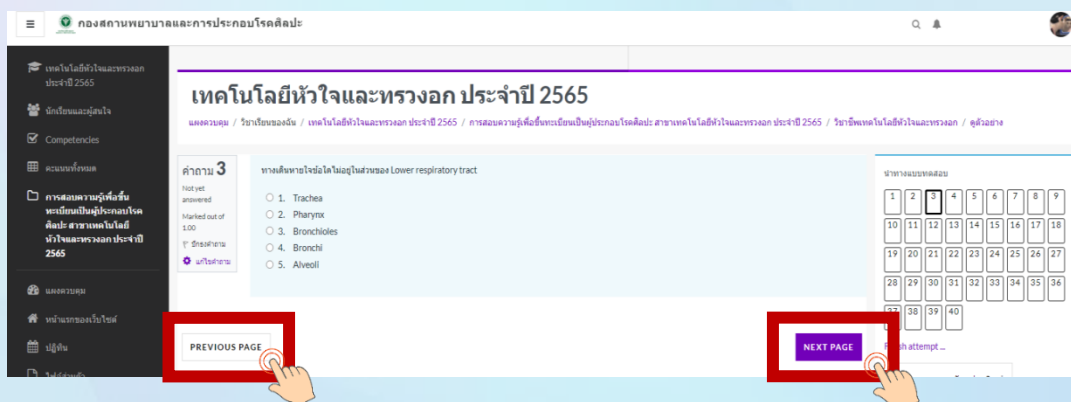 กองสถานพยาบาลและการประกอบโรคศิลปะ
เทคโนโลยีหัวใจและทรวงอก
ประจำปี 2565
นักเรียนและผู้สนใจ
Competencies
คะแนนทั้งหมด
การสอบความรู้เพื่อขึ้น
ทะเบียนเป็นผู้ประกอบโรค
ศิลปะ สาขาเทคโนโลยี
หัวใจและทรวงอก ประจำปี
2565
แผงควบคุม
หน้าแรกของเว็บไซต์
ปฏิทิน
ไฟล์ส่วนตัว
เทคโนโลยีหัวใจและทรวงอก ประจำปี 2565
แผงควบคุม / วิชาเรียนของฉัน / เทคโนโลยีหัวใจและทรวงอก ประจำปี 2565 / การสอบความรู้เพื่อขึ้นทะเบียนเป็นผู้ประกอบโรคศิลปะ สาขาเทคโนโลยีหัวใจและทรวงอก ประจำปี 2565 / วิชาชีพเทคโนโลยีหัวใจและทรวงอก / ดูตัวอย่าง
คำถาม 3
Not yet
answered
Marked out of
1.00
ปักธงคำถาม
แก้ไขคำถาม
ทางเดินหายใจข้อใดไม่อยู่ในส่วนของ Lower respiratory tract
1. Trachea
2. Pharynx
3. Bronchioles
4. Bronchi
5. Alveoli
PREVIOUS PAGE
NEXT PAGE
นำทางแบบทดสอบ
1 2 3 4 5 6 7 8 9
10 11 12 13 14 15 16 17 18
19 20 21 22 23 24 25 26 27
28 29 30 31 32 33 34 35 36
37 38 39 40
attempt ...